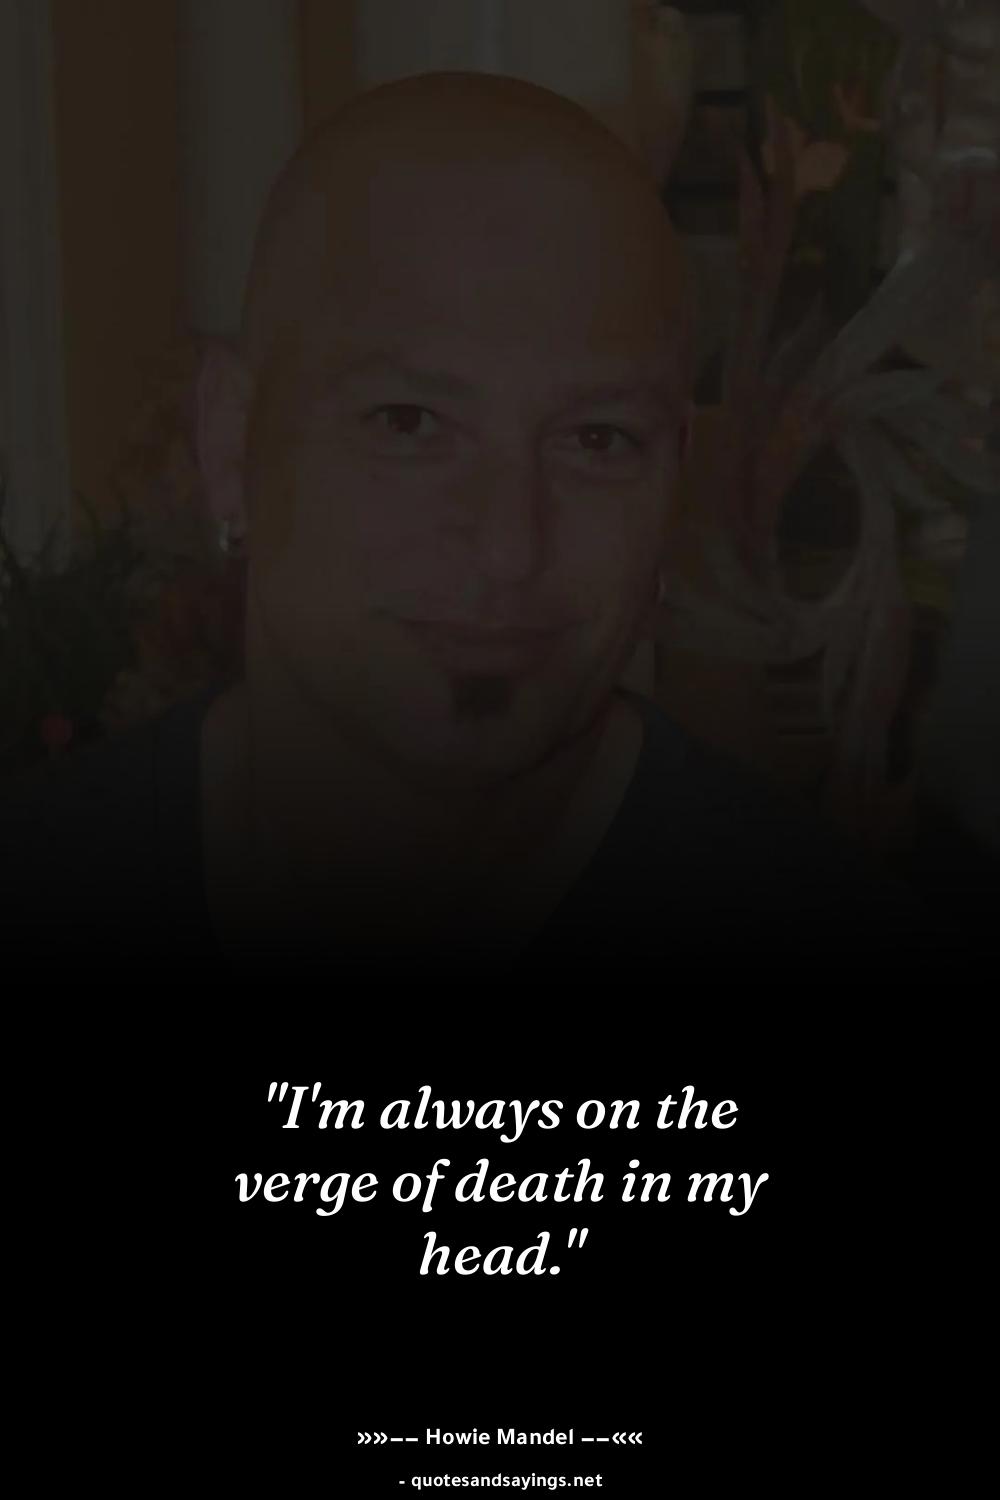 "I'm always on the
verge of death in my
head."
»»−− Howie Mandel −−««
- quotesandsayings.net